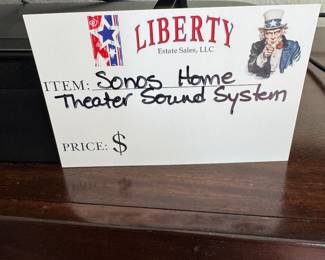 LIBERTY
Estate Sales, LLC
ITEM: Sonos Home
Theater Sound System
PRICE: $